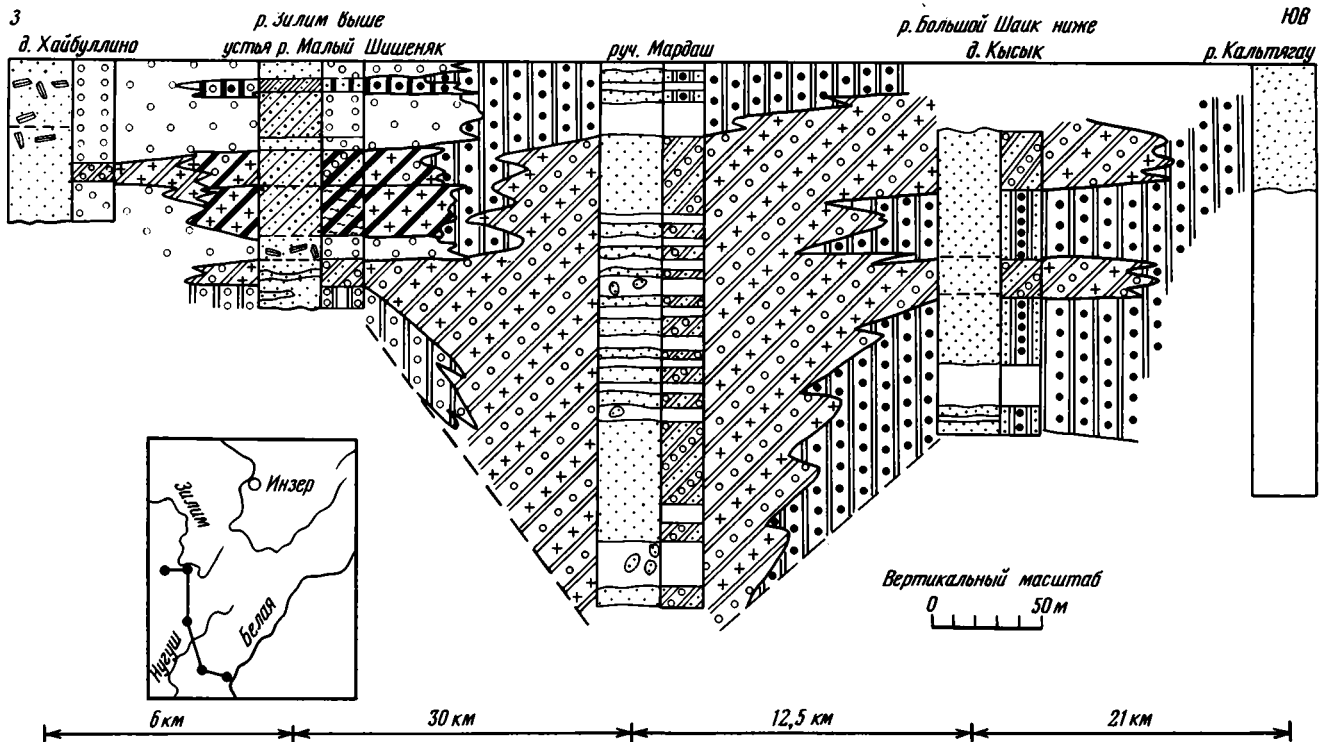 З
ЮВ
д. Хайбуллино
р. Зилим выше
устья р. Малый Шишеняк
руч. Мардаш
р. Большой Шаик ниже
д. Кысык
р. Кальтягау
Инзер
Зилим
Белая
Нугуш
Вертикальный масштаб
0 50 м
6 км 30 км 12,5 км 21 км